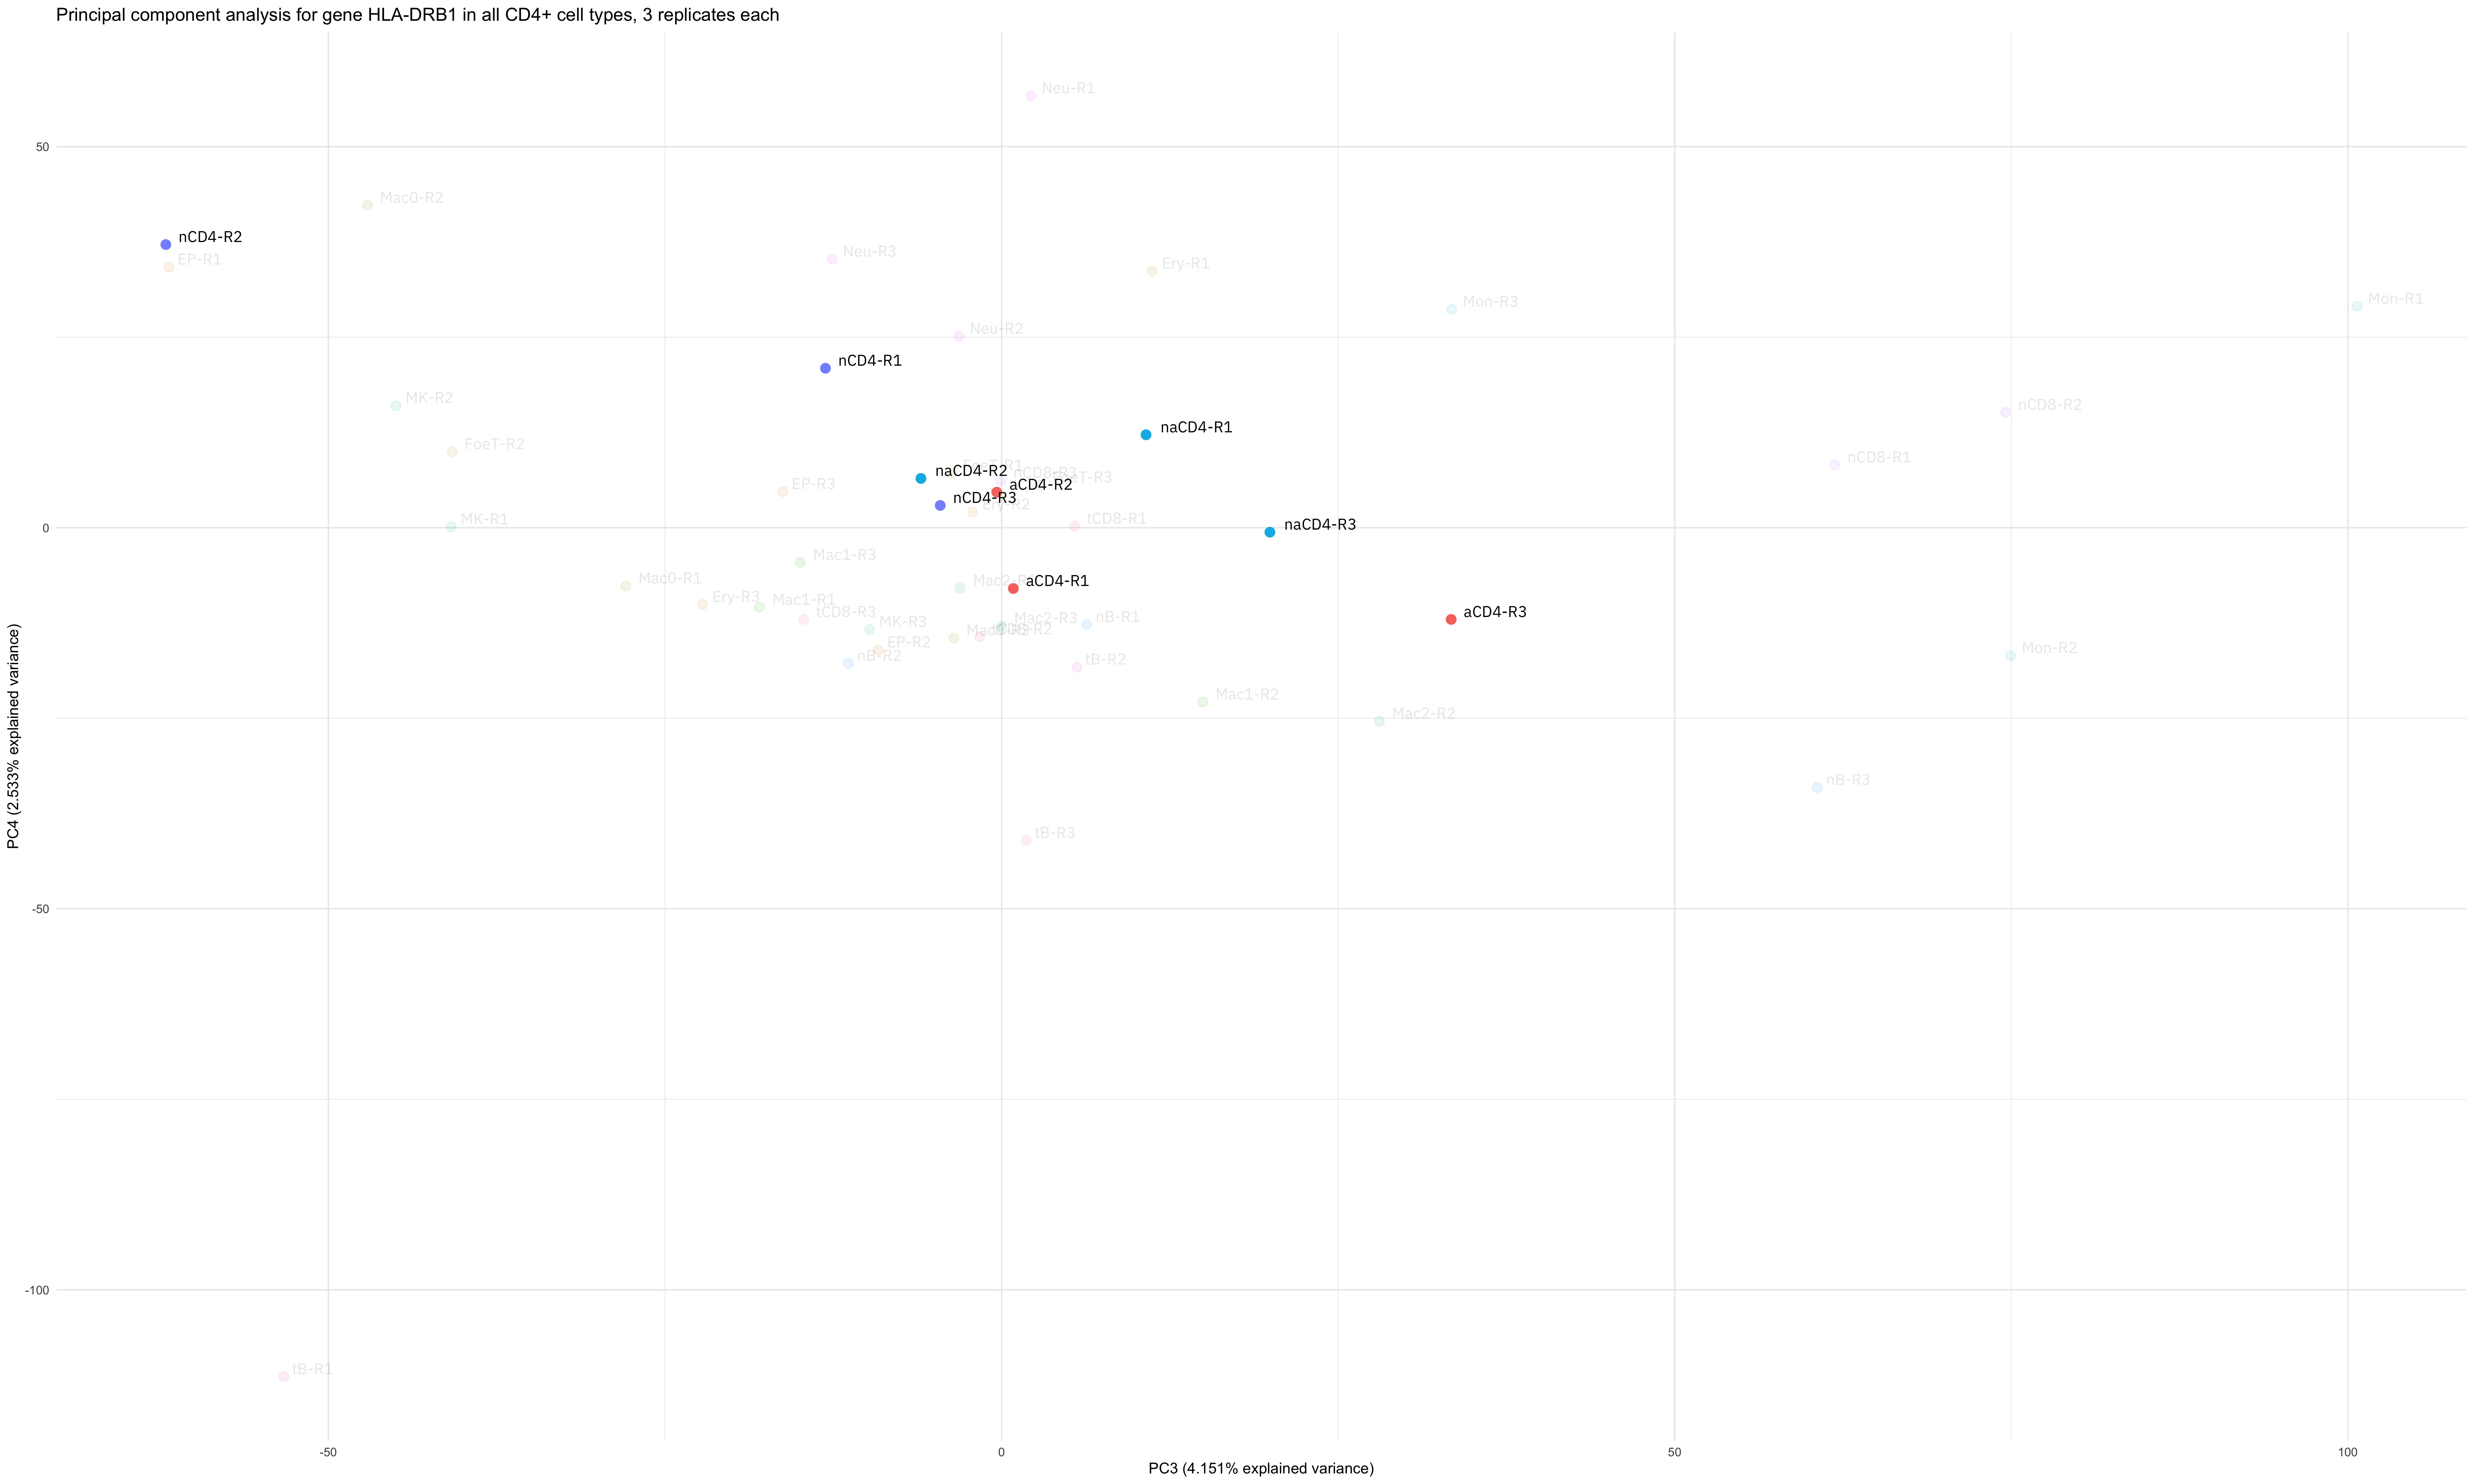 Principal component analysis for gene HLA-DRB1 in all CD4+ cell types, 3 replicates each
Neu-R1
50
Mac0-R2
nCD4-R2
EP-R1
Neu-R3
Ery-R1
Mon-R3
Mon-R1
Neu-R2
nCD4-R1
MK-R2
nCD8-R2
naCD4-R1
FoeT-R2
nCD8-R1
naCD4-R2
nCD8-R3
EP-R3
aCD4-R2
nCD4-R3
Ery-R2
0
MK-R1
tCD8-R1
naCD4-R3
Mac1-R3
Mac0-R1
aCD4-R1
Ery-R3
Mac1-R1
tCD8-R3
aCD4-R3
MK-R3
Mac2-R3
nB-R1
EP-R2
nB-R2
tB-R2
Mon-R2
Mac1-R2
Mac2-R2
nB-R3
tB-R3
-50
-100
tB-R1
PC4 (2.533% explained variance)
-50
0
50
100
PC3 (4.151% explained variance)